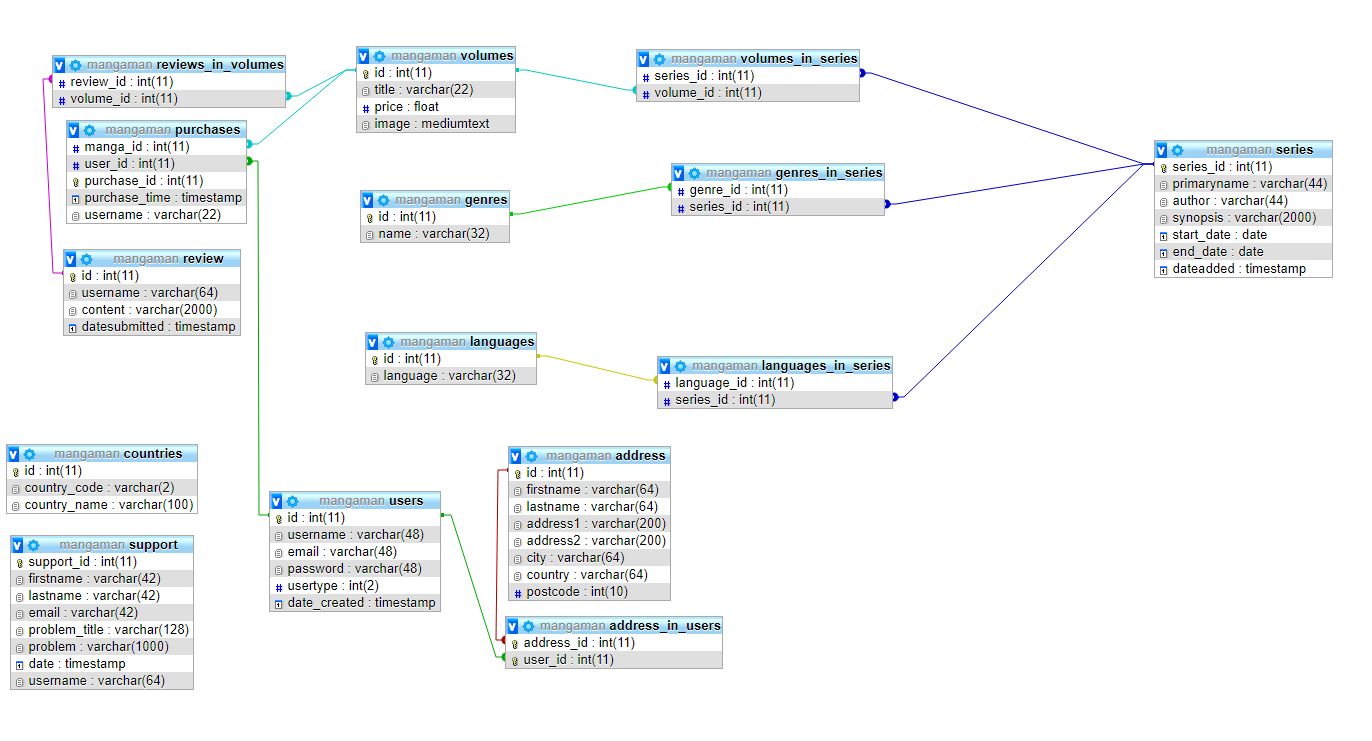 mangaman reviews_in_volumes
review_id : int(11)
volume_id : int(11)
mangaman purchases
manga_id : int(11)
user_id : int(11)
purchase_id : int(11)
purchase_time : timestamp
username : varchar(22)
mangaman review
id : int(11)
username : varchar(64)
content : varchar(2000)
datesubmitted : timestamp
mangaman volumes
id : int(11)
title : varchar(22)
price : float
image : mediumtext
mangaman genres
id : int(11)
name : varchar(32)
mangaman languages
id : int(11)
language : varchar(32)
mangaman volumes_in_series
series_id : int(11)
volume_id : int(11)
mangaman genres_in_series
genre_id : int(11)
series_id : int(11)
mangaman languages_in_series
language_id : int(11)
series_id : int(11)
mangaman series
series_id : int(11)
primaryname : varchar(44)
author : varchar(44)
synopsis : varchar(2000)
start_date : date
end_date : date
dateadded : timestamp
mangaman countries
id : int(11)
country_code : varchar(2)
country_name : varchar(100)
mangaman support
support_id : int(11)
firstname : varchar(42)
lastname : varchar(42)
email : varchar(42)
problem_title : varchar(128)
problem : varchar(1000)
date : timestamp
username : varchar(64)
mangaman users
id : int(11)
username : varchar(48)
email : varchar(48)
password : varchar(48)
usertype : int(2)
date_created : timestamp
mangaman address
id : int(11)
firstname : varchar(64)
lastname : varchar(64)
address1 : varchar(200)
address2 : varchar(200)
city : varchar(64)
country : varchar(64)
postcode : int(10)
mangaman address_in_users
address_id : int(11)
user_id : int(11)